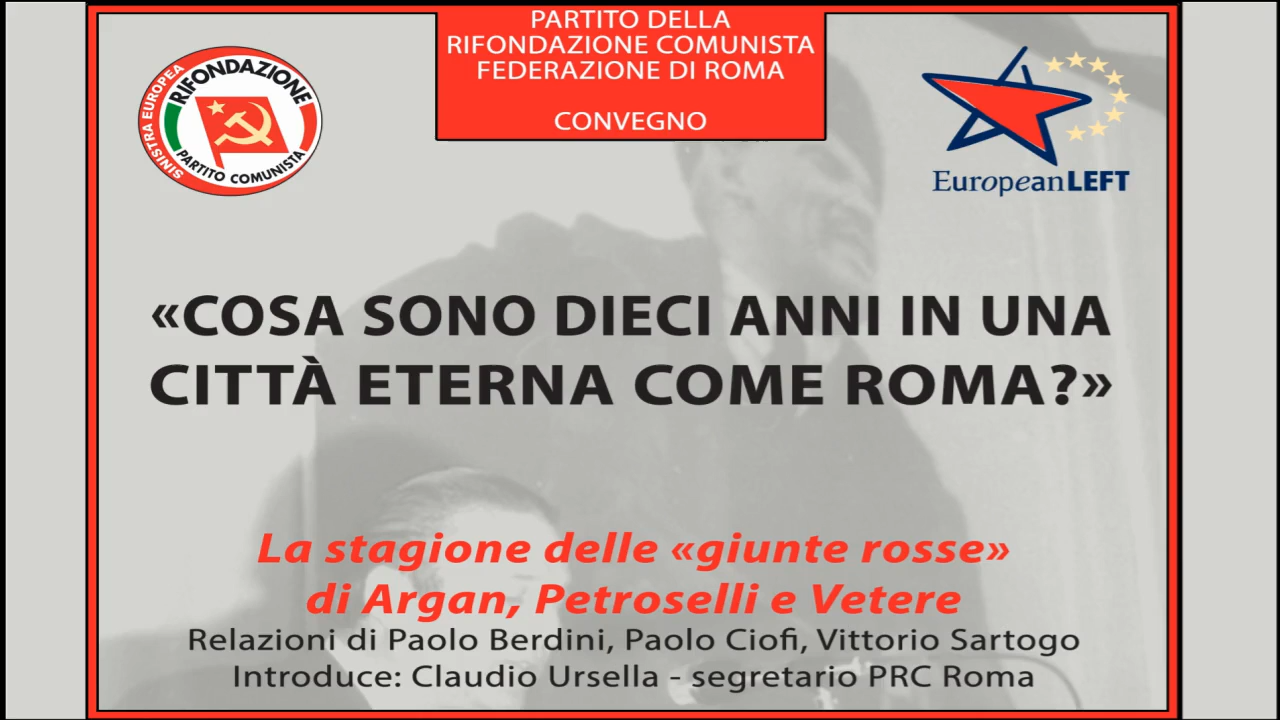 PARTITO DELLA
RIFONDAZIONE COMUNISTA
FEDERAZIONE DI ROMA
CONVEGNO
SINISTRA EUROPEA
RIFONDAZIONE
PARTITO COMUNISTA
EuropeanLEFT
«COSA SONO DIECI ANNI IN UNA
CITTÀ ETERNA COME ROMA?»
La stagione delle «giunte rosse»
di Argan, Petroselli e Vetere
Relazioni di Paolo Berdini, Paolo Ciofi, Vittorio Sartogo
Introduce: Claudio Ursella - segretario PRC Roma